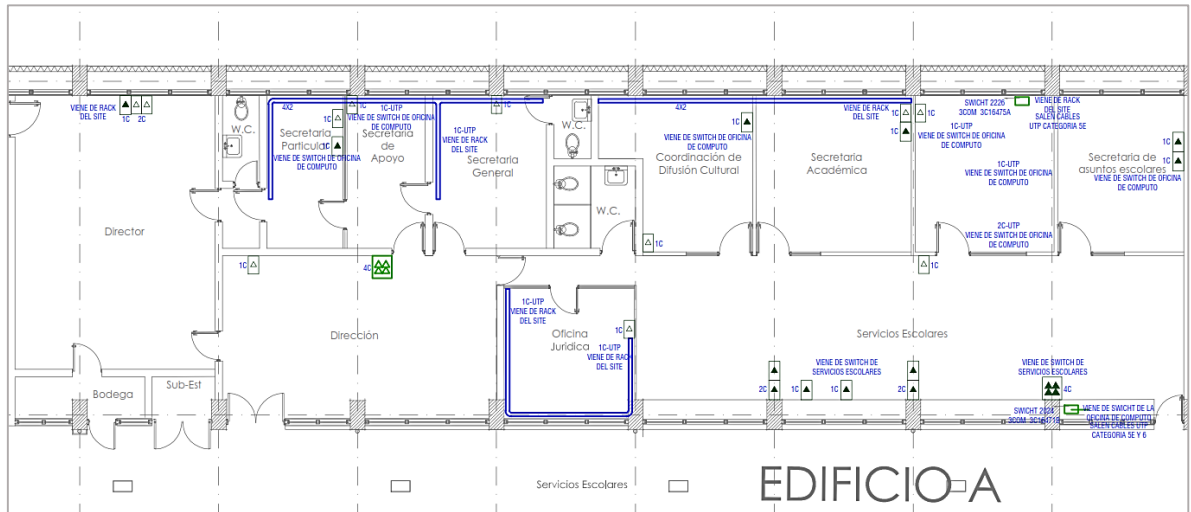 VIENE DE RACK
DEL SITE
1C 2C
W.C.
4X2
1C
Secretaria
Particular
1C
VIENE DE SWITCH DE OFICINA
DE COMPUTO
1C
1C-UTP
VIENE DE SWITCH DE OFICINA
DE COMPUTO
Secretaria
de
Apoyo
1C
1C-UTP
VIENE DE RACK
DEL SITE
Secretaria
General
W.C.
W.C.
4X2
1C
Coordinación de
Difusión Cultural
1C
VIENE DE RACK
DEL SITE
1C
Secretaria
Académica
1C
SWICHT 2226
3COM 3C16475A
VIENE DE RACK
DEL SITE
SALEN CABLES
UTP CATEGORIA 5E
1C-UTP
VIENE DE SWITCH DE OFICINA
DE COMPUTO
1C-UTP
VIENE DE SWITCH DE OFICINA
DE COMPUTO
2C-UTP
VIENE DE SWITCH DE OFICINA
DE COMPUTO
1C
1C
Secretaria de
asuntos escolares
VIENE DE SWITCH DE OFICINA
DE COMPUTO
Director
1C
4C
1C
Dirección
1C-UTP
VIENE DE RACK
DEL SITE
Oficina
Jurídica
1C
1C-UTP
VIENE DE RACK
DEL SITE
Servicios Escolares
VIENE DE SWITCH DE
SERVICIOS ESCOLARES
2C
1C
1C
2C
VIENE DE SWITCH DE
SERVICIOS ESCOLARES
4C
Bodega
Sub-Est
SWICHT 2024
VIENE DE SWICHT DE LA
OFICINA DE COMPUTO
SALEN CABLES UTP
CATEGORIA 5E Y 6
Servicios Escolares
EDIFICIO A